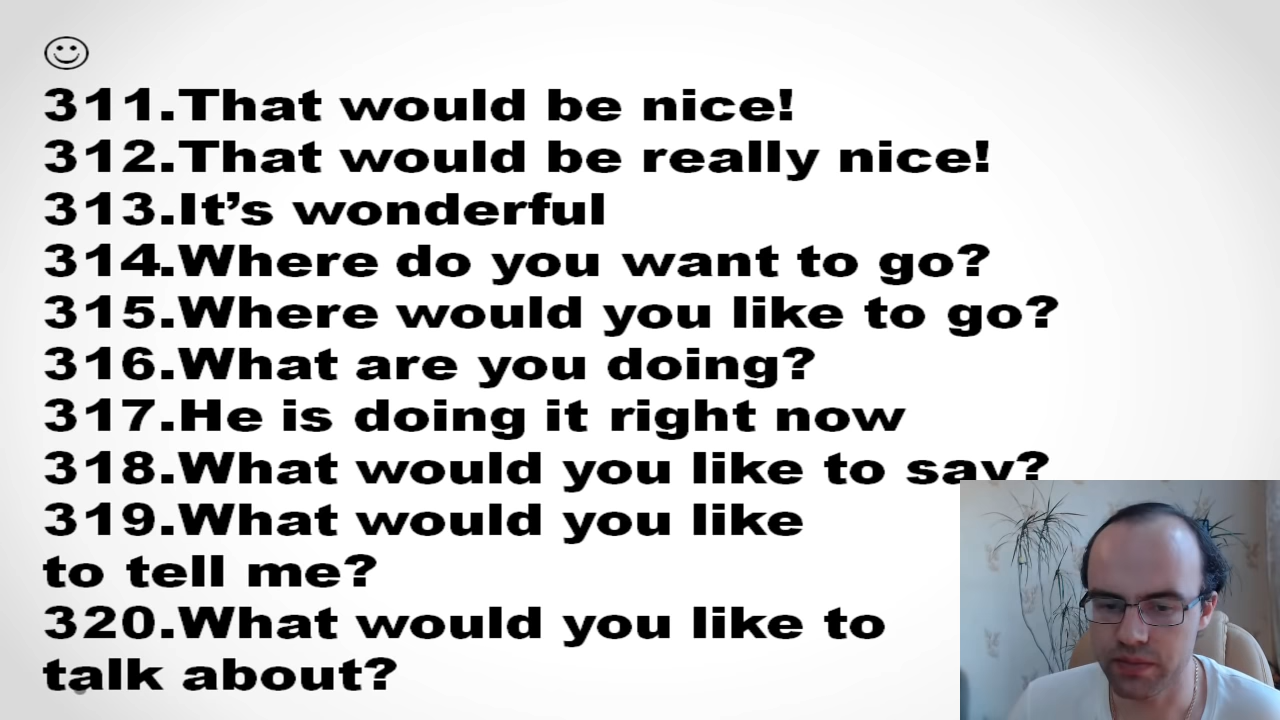 311.That would be nice!
312.That would be really nice!
313.It’s wonderful
314.Where do you want to go?
315.Where would you like to go?
316.What are you doing?
317.He is doing it right now
318.What would you like to say?
319.What would you like
to tell me?
320.What would you like to
talk about?